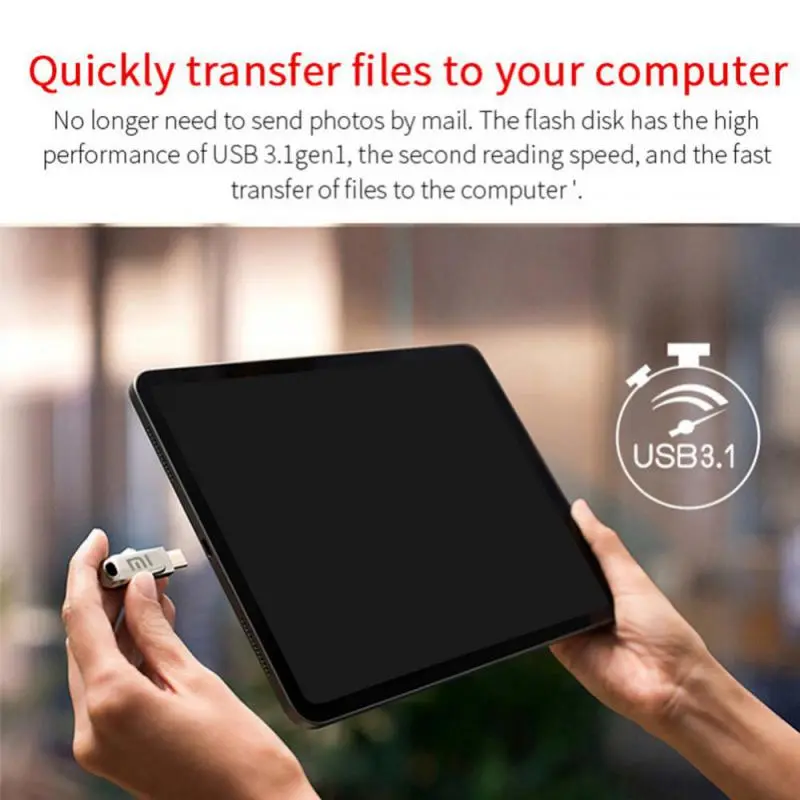 Quickly transfer files to your computer
No longer need to send photos by mail. The flash disk has the high
performance of USB 3.1gen1, the second reading speed, and the fast
transfer of files to the computer '.
USB3.1
mi